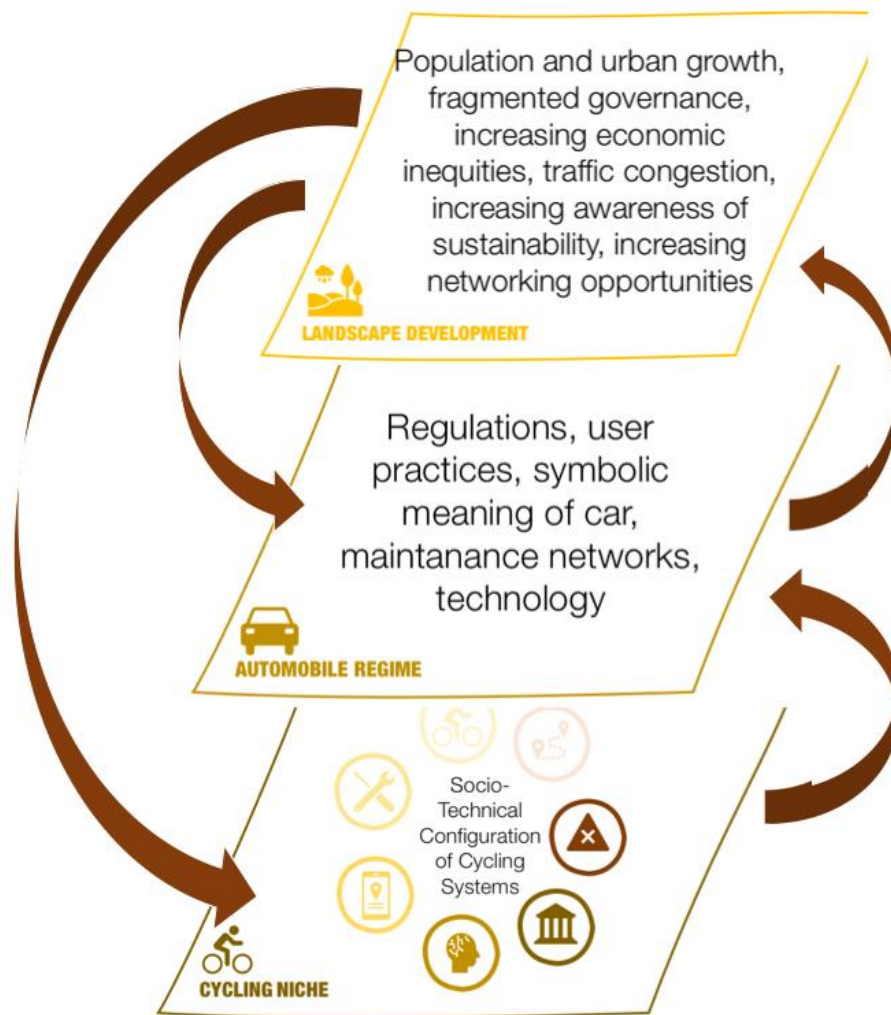 Population and urban growth,
fragmented governance,
increasing economic
inequities, traffic congestion,
increasing awareness of
sustainability, increasing
networking opportunities
LANDSCAPE DEVELOPMENT
Regulations, user
practices, symbolic
meaning of car,
maintanance networks,
technology
AUTOMOBILE REGIME
Socio-
Technical
Configuration
of Cycling
Systems
CYCLING NICHE